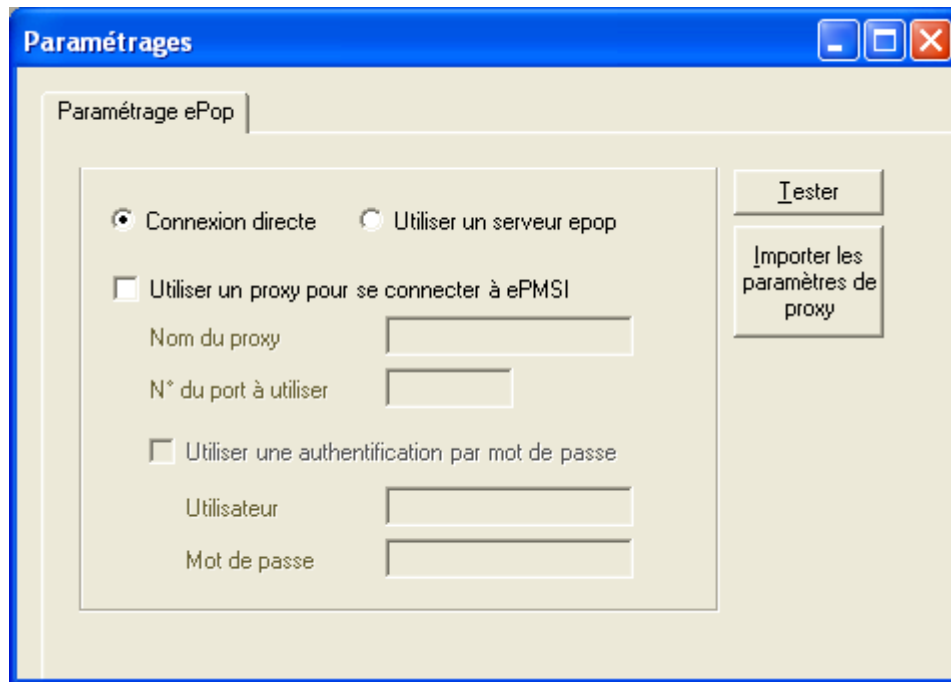 Paramétrages
Paramétrage ePop
Connexion directe
Utiliser un serveur epop
Tester
Importer les
paramètres de
proxy
Utiliser un proxy pour se connecter à ePMSI
Nom du proxy
N° du port à utiliser
Utiliser une authentification par mot de passe
Utilisateur
Mot de passe